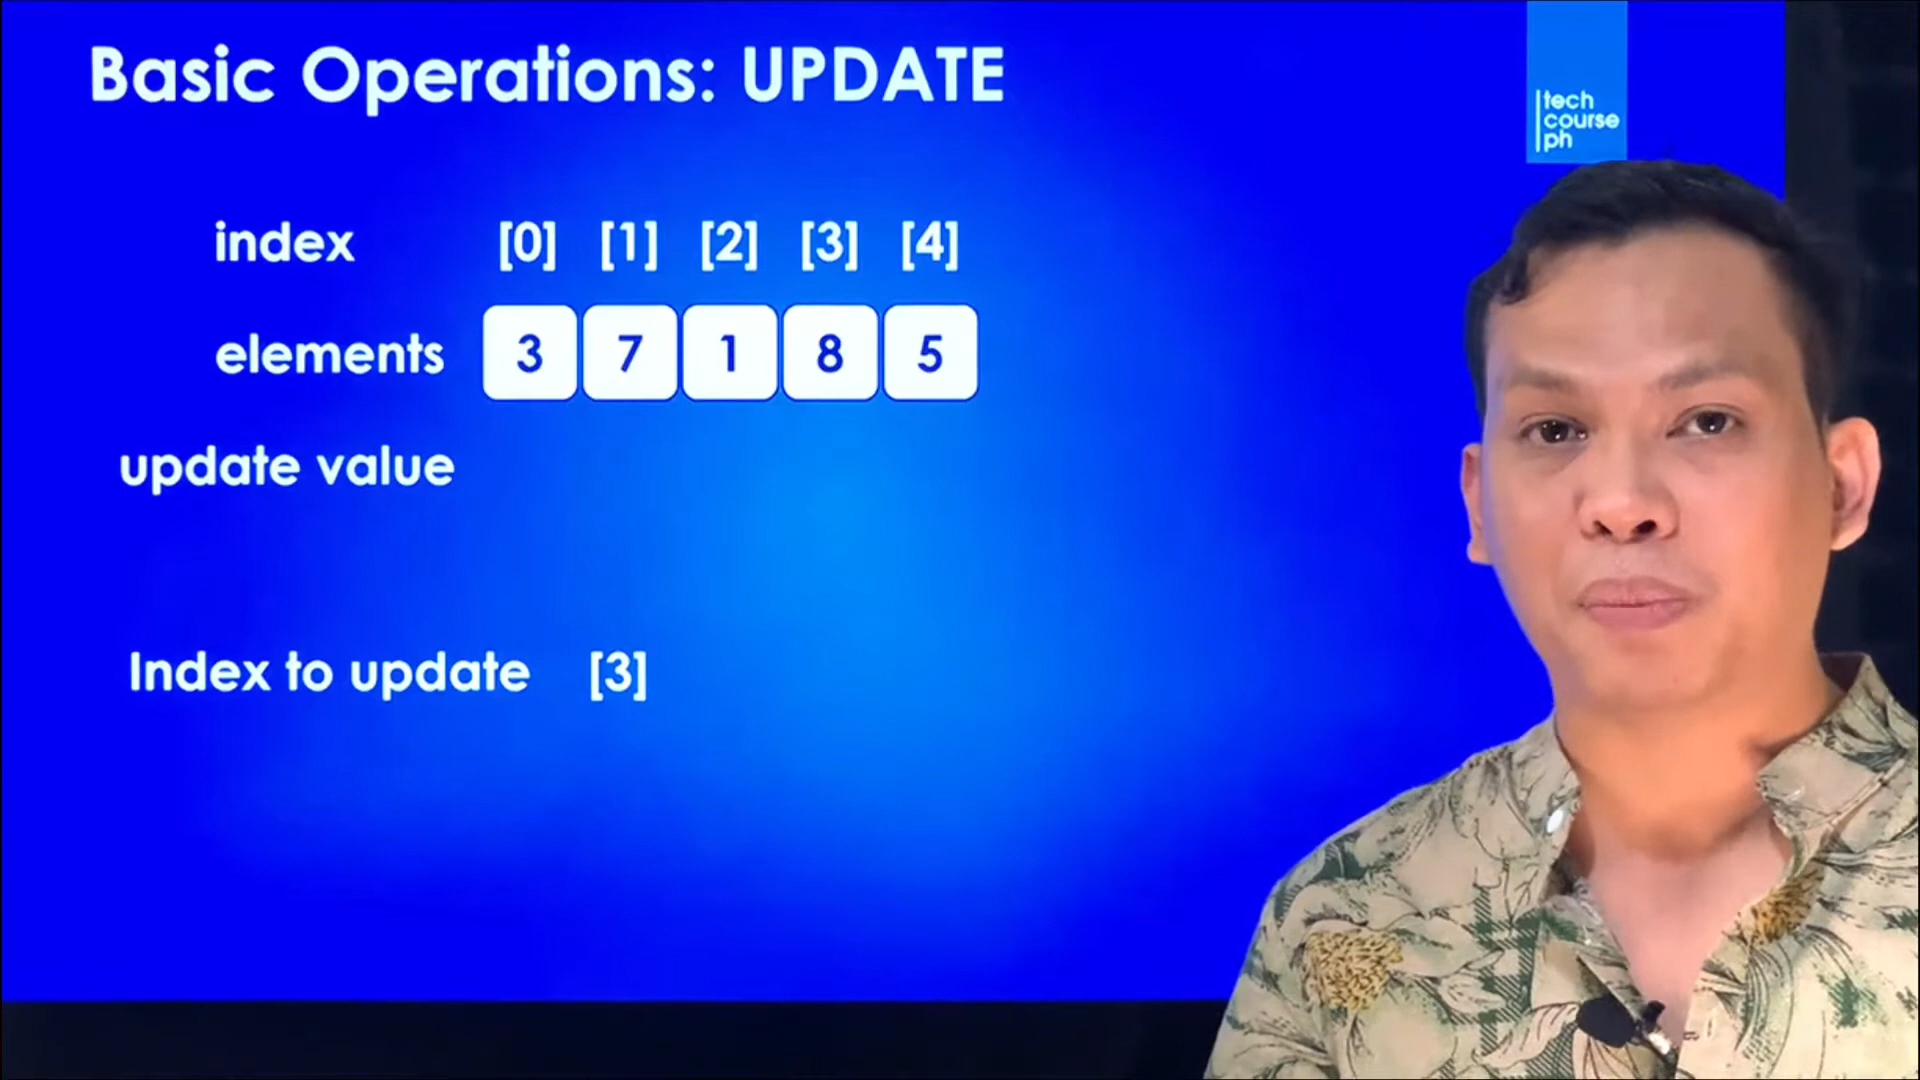 Basic Operations: UPDATE
tech
course
ph
index [0] [1] [2] [3] [4]
elements 3 7 1 8 5
update value
Index to update [3]